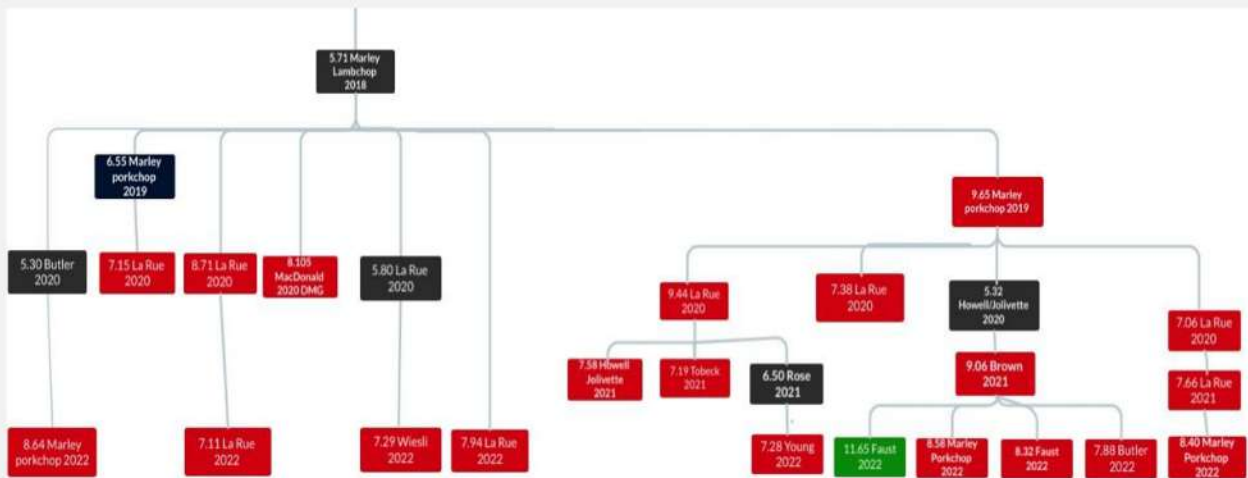 5.71 Marley
Lambchop
2018
6.55 Marley
porkchop
2019
9.65 Marley
porkchop 2019
5.30 Butler
2020
7.15 La Rue
2020
8.71 La Rue
2020
8.105
MacDonald
2020 DMG
5.80 La Rue
2020
9.44 La Rue
2020
7.38 La Rue
2020
5.32
Howell/Jolivette
2020
7.06 La Rue
2020
7.58 Howell
Jolivette
2021
7.19 Tobeck
2021
6.50 Rose
2021
9.06 Brown
2021
7.66 La Rue
2021
8.64 Marley
porkchop 2022
7.11 La Rue
2022
7.29 Wiesli
2022
7.94 La Rue
2022
7.28 Young
2022
11.65 Faust
2022
8.58 Marley
Porkchop
2022
8.32 Faust
2022
7.88 Butler
2022
8.40 Marley
Porkchop
2022